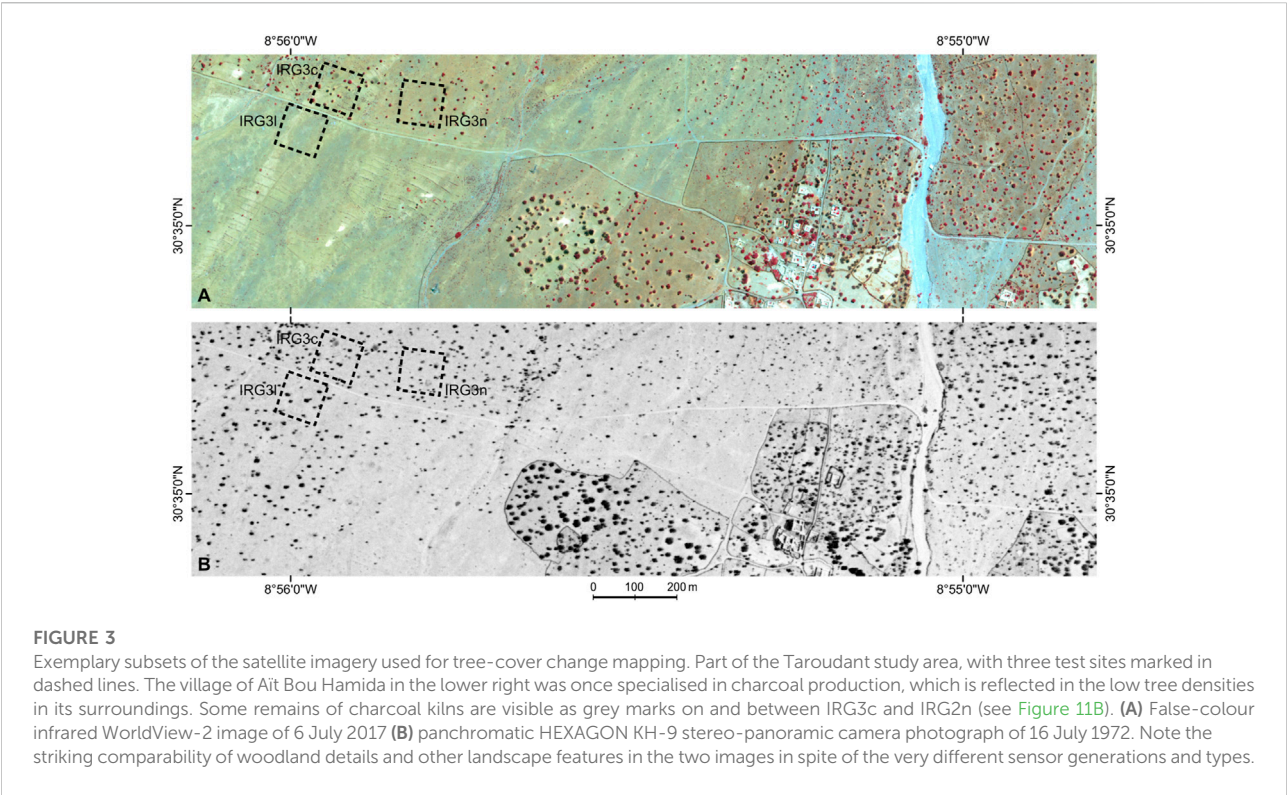 8°56'0"W 8°55'0"W
IRG3c
IRG3l
IRG3n
30°35'0"N 30°35'0"N
A
IRG3c
IRG3l
IRG3n
30°35'0"N 30°35'0"N
B
8°56'0"W 8°55'0"W
0 100 200 m
FIGURE 3
Exemplary subsets of the satellite imagery used for tree-cover change mapping. Part of the Taroudant study area, with three test sites marked in
dashed lines. The village of Aït Bou Hamida in the lower right was once specialised in charcoal production, which is reflected in the low tree densities
in its surroundings. Some remains of charcoal kilns are visible as grey marks on and between IRG3c and IRG2n (see Figure 11B). (A) False-colour
infrared WorldView-2 image of 6 July 2017 (B) panchromatic HEXAGON KH-9 stereo-panoramic camera photograph of 16 July 1972. Note the
striking comparability of woodland details and other landscape features in the two images in spite of the very different sensor generations and types.